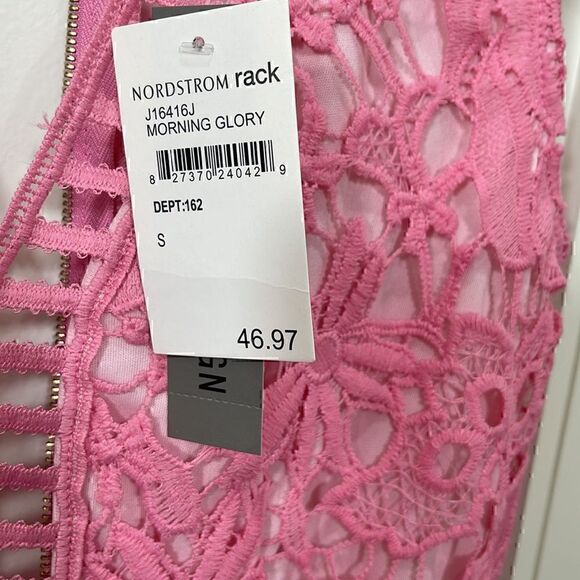 NORDSTROM rack
J16416J
MORNING GLORY
8 27370 24042 9
DEPT:162
S
46.97